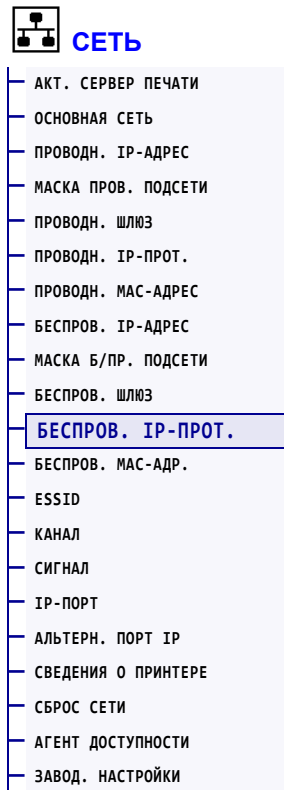 СЕТЬ
АКТ. СЕРВЕР ПЕЧАТИ
ОСНОВНАЯ СЕТЬ
ПРОВОДН. IP-АДРЕС
МАСКА ПРОВ. ПОДСЕТИ
ПРОВОДН. ШЛЮЗ
ПРОВОДН. IP-ПРОТ.
ПРОВОДН. MAC-АДРЕС
БЕСПРОВ. IP-АДРЕС
МАСКА Б/ПР. ПОДСЕТИ
БЕСПРОВ. ШЛЮЗ
БЕСПРОВ. IP-ПРОТ.
БЕСПРОВ. MAC-АДР.
ESSID
КАНАЛ
СИГНАЛ
IP-ПОРТ
АЛЬТЕРН. ПОРТ IP
СВЕДЕНИЯ О ПРИНТЕРЕ
СБРОС СЕТИ
АГЕНТ ДОСТУПНОСТИ
ЗАВОД. НАСТРОЙКИ